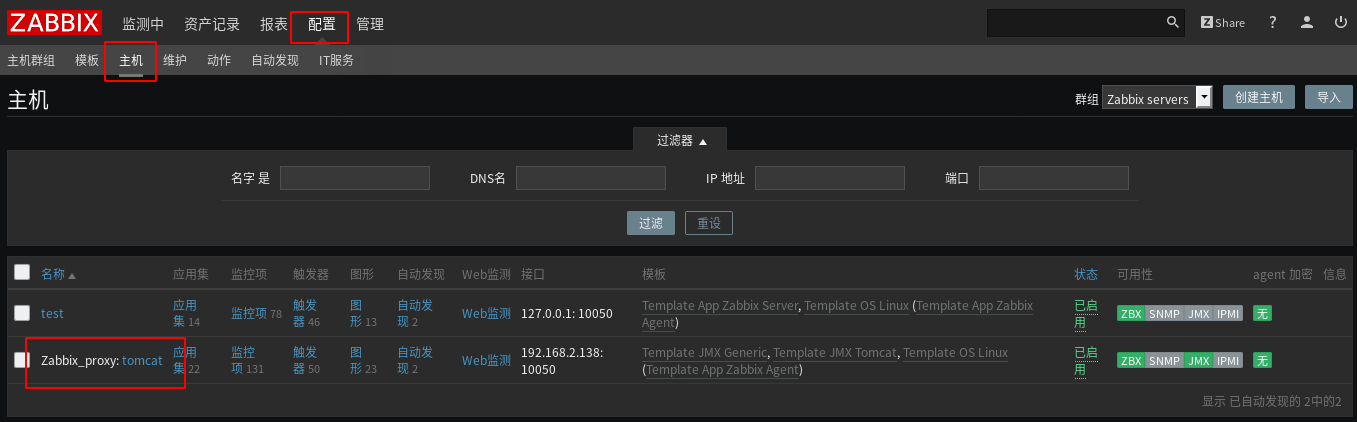 ZABBIX 监测中 资产记录 报表 配置 管理 Z Share ?
主机群组 模板 主机 维护 动作 自动发现 IT服务
主机 群组 Zabbix servers 创建主机 导入
过滤器
名字 是 DNS名 IP 地址 端口
过滤 重设
名称 应用集 监控项 触发器 图形 自动发现 Web监测 接口 模板 状态 可用性 agent 加密 信息
test 应用 监控项 78 触发 图 自动发 Web监测 127.0.0.1: 10050 Template App Zabbix Server, Template OS Linux (Template App Zabbix 已启 ZBX SNMP JMX IPMI 无
集 14 器 46 形 13 现 2 Agent) 用
Zabbix_proxy: tomcat 应用 监控 触发 图 自动发 Web监测 192.168.2.138: Template JMX Generic, Template JMX Tomcat, Template OS Linux 已启 ZBX SNMP JMX IPMI 无
集 22 项 131 器 50 形 23 现 2 10050 (Template App Zabbix Agent) 用
显示 已自动发现的 2中的2